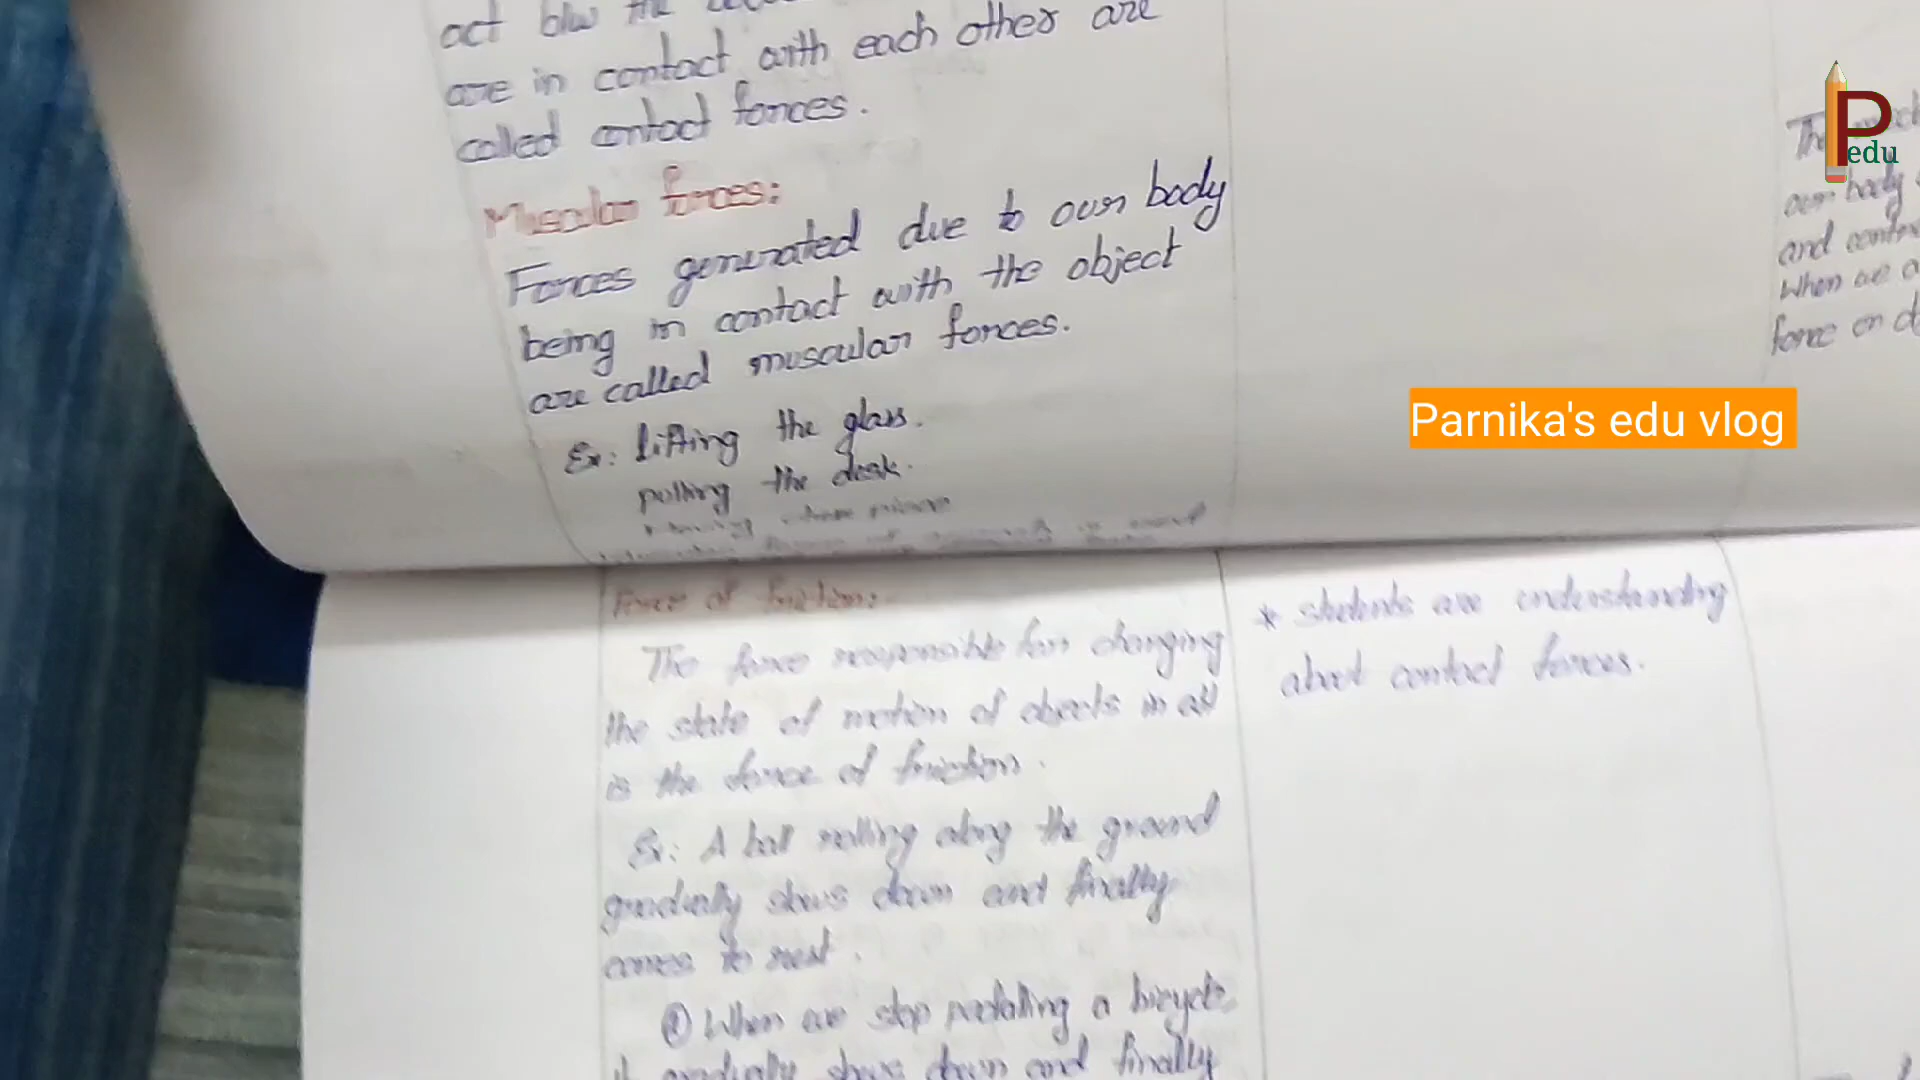 act b/w the
are in contact with each other are
called contact forces.
Muscular forces:
Forces generated due to our body
being in contact with the object
are called muscular forces.
Ex: lifting the glass.
pulling the desk.
Force of friction:
The force responsible for changing
the state of motion of objects in all
is the force of friction.
Ex: A ball rolling along the ground
gradually slows down and finally
comes to rest.
When we stop pedaling a bicycle
it gradually slows down and finally
* students are understanding
about contact forces.
The
our body
and
when we a
force on
P
edu
Parnika's edu vlog